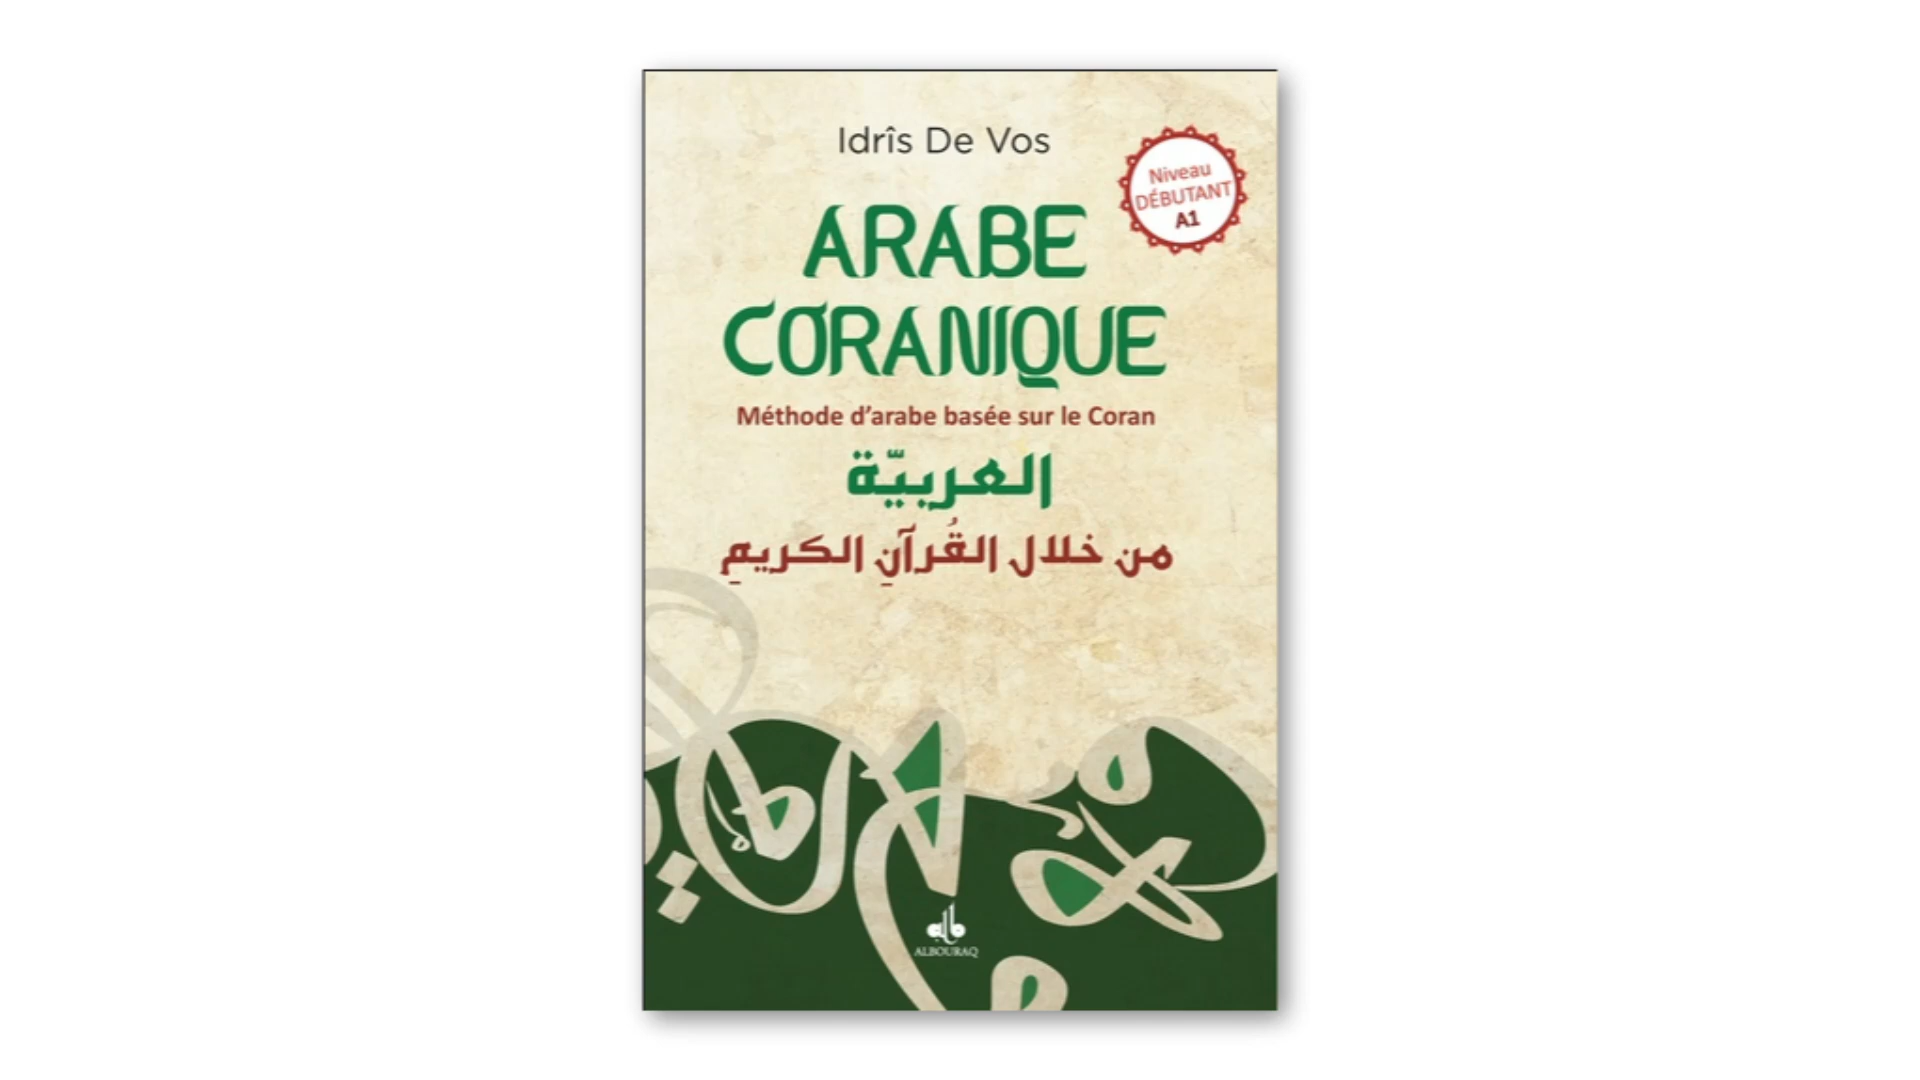 Idrîs De Vos
Niveau
DÉBUTANT
A1
ARABE
CORANIQUE
Méthode d'arabe basée sur le Coran
العربيّة
من خلال القُرآنِ الكريمِ
ALBOURAQ